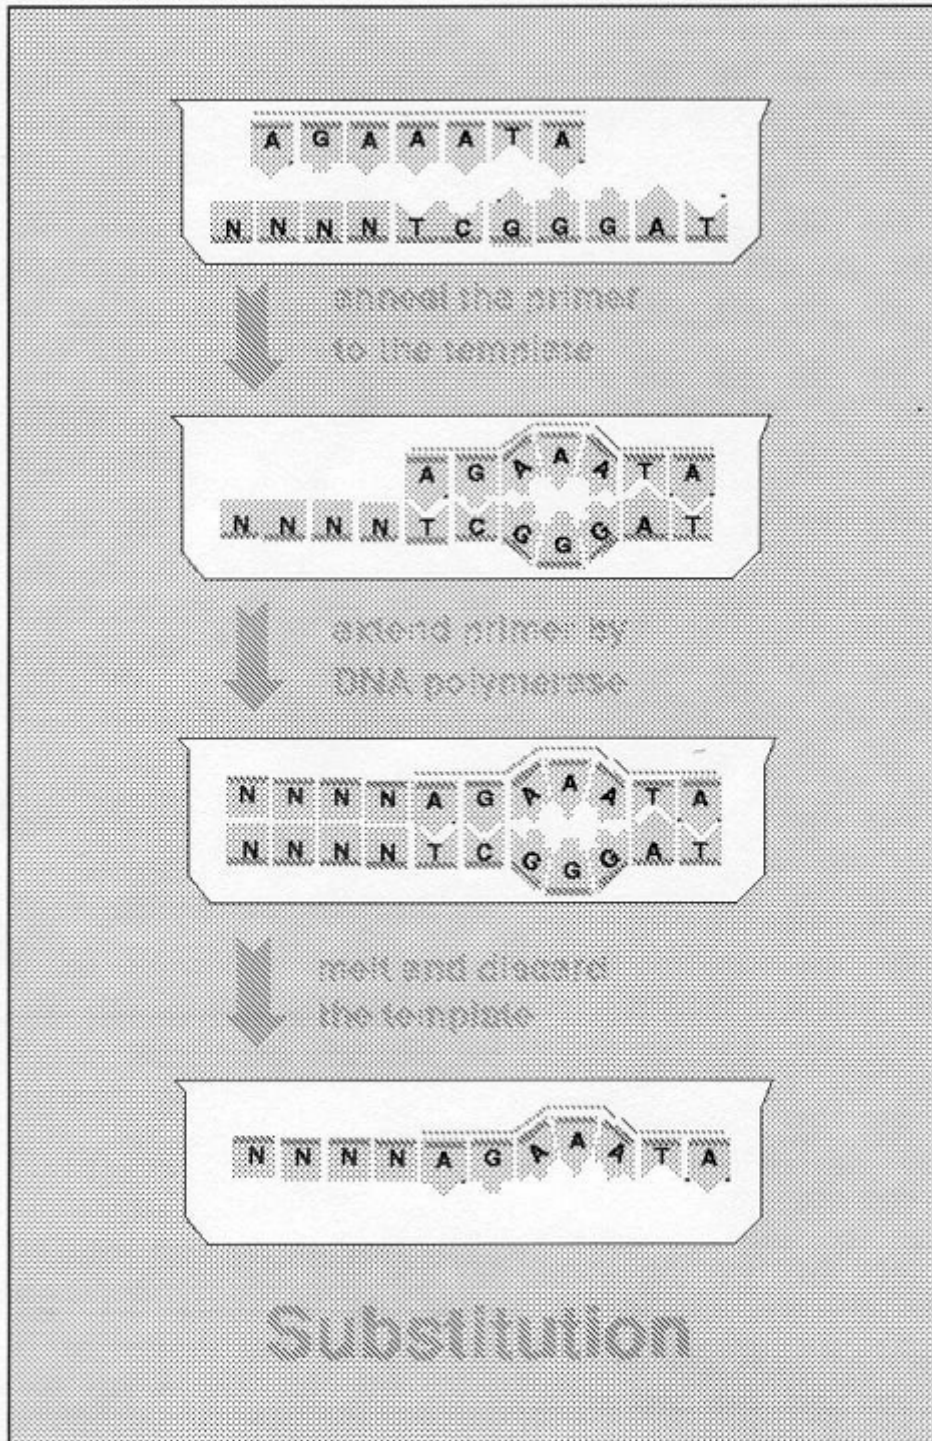 A G A A A T A
N N N N T C G G G A T
anneal the primer
to the template
A G A A A T A
N N N N T C G G G A T
extend primer by
DNA polymerase
N N N N A G A A A T A
N N N N T C G G G A T
melt and discard
the template
N N N N A G A A A T A
Substitution